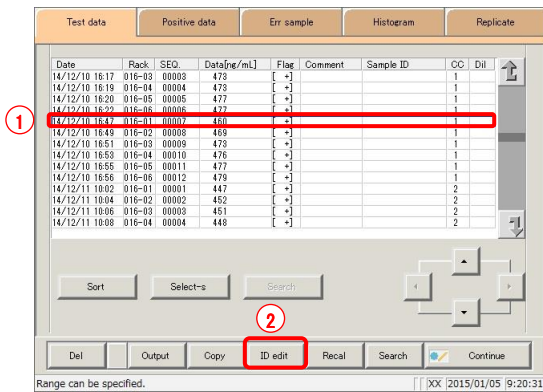 Test data Positive data Err sample Histogram Replicate
Date Rack SEQ. Data[ng/mL] Flag Comment Sample ID CC Dil
14/12/10 16:17 016-03 00003 473 [ +] 1
14/12/10 16:19 016-04 00004 473 [ +] 1
14/12/10 16:20 016-05 00005 477 [ +] 1
14/12/10 16:22 016-06 00006 477 [ +] 1
① 14/12/10 16:47 016-01 00007 460 [ +] 1
14/12/10 16:49 016-02 00008 469 [ +] 1
14/12/10 16:51 016-03 00009 473 [ +] 1
14/12/10 16:53 016-04 00010 476 [ +] 1
14/12/10 16:55 016-05 00011 477 [ +] 1
14/12/10 16:56 016-06 00012 479 [ +] 1
14/12/11 10:02 016-01 00001 447 [ +] 2
14/12/11 10:04 016-02 00002 452 [ +] 2
14/12/11 10:06 016-03 00003 451 [ +] 2
14/12/11 10:08 016-04 00004 448 [ +] 2
Sort Select-s Search
②
Del Output Copy ID edit Recal Search Continue
Range can be specified. XX 2015/01/05 9:20:31